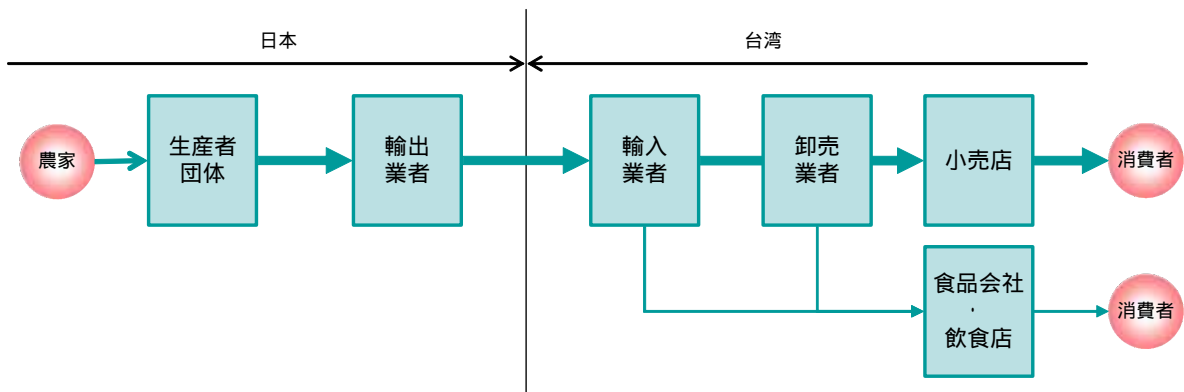 日本
台湾
農家
生産者
団体
輸出
業者
輸入
業者
卸売
業者
小売店
消費者
食品会社
・
飲食店
消費者